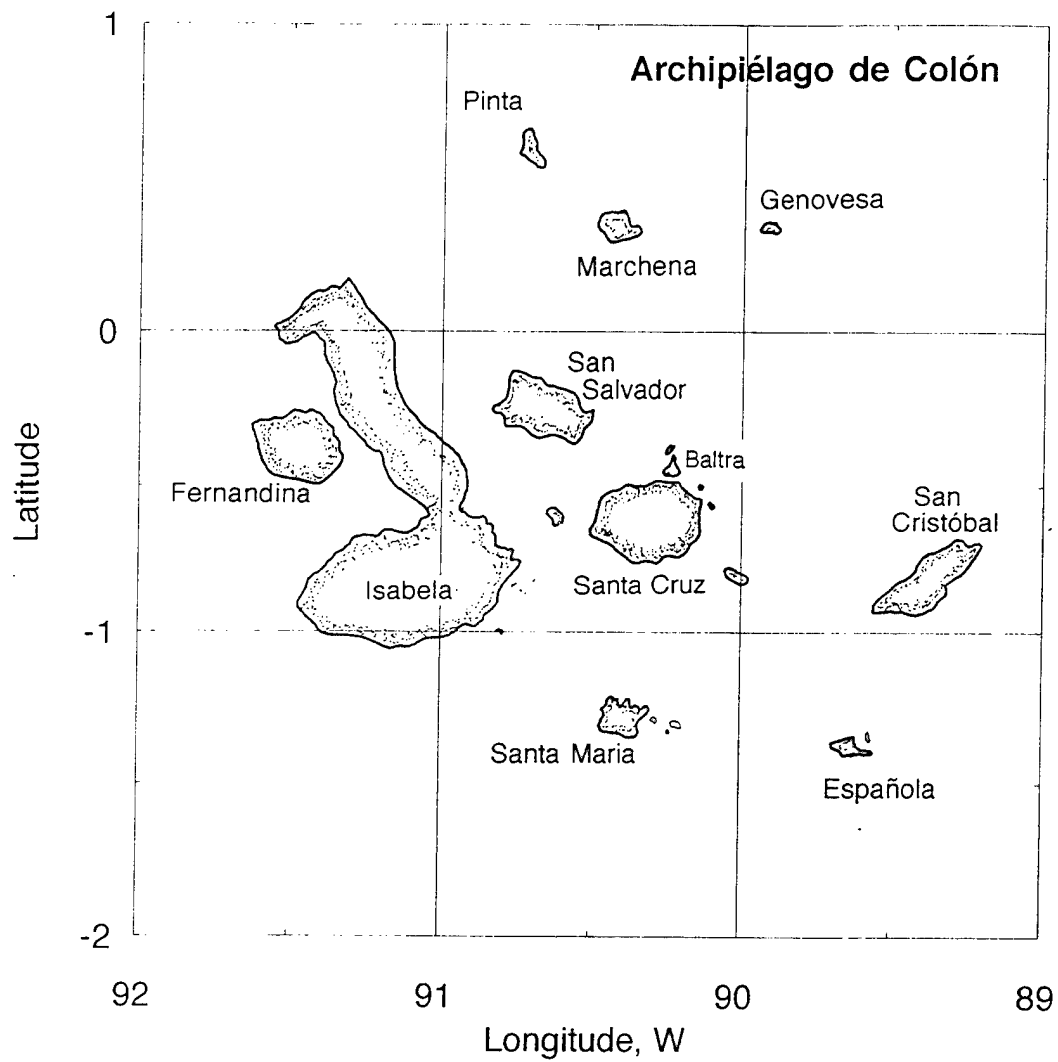 1
Archipiélago de Colón
Pinta
Genovesa
Marchena
0
San
Salvador
Baltra
Fernandina
San
Cristóbal
Isabela
Santa Cruz
-1
Santa Maria
Española
-2
92
91
90
89
Latitude
Longitude, W